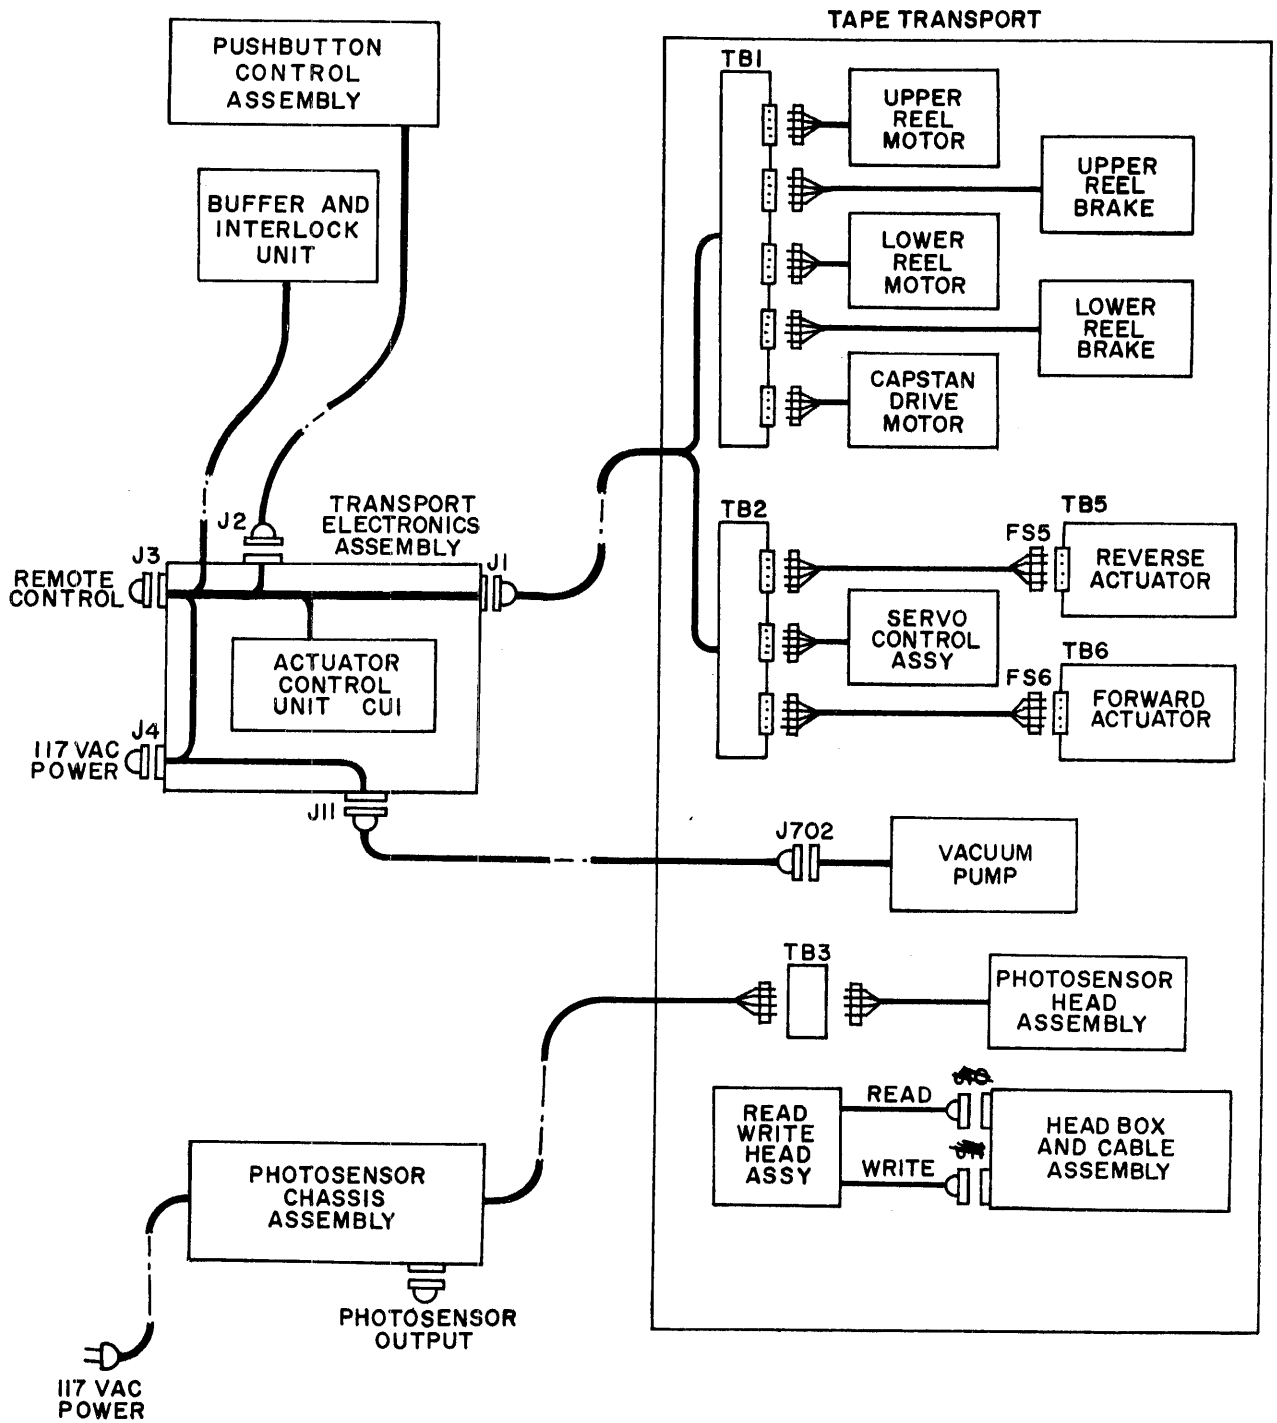 TAPE TRANSPORT
PUSHBUTTON
CONTROL
ASSEMBLY
BUFFER AND
INTERLOCK
UNIT
TB1
UPPER
REEL
MOTOR
UPPER
REEL
BRAKE
LOWER
REEL
MOTOR
LOWER
REEL
BRAKE
CAPSTAN
DRIVE
MOTOR
J2
TRANSPORT
ELECTRONICS
ASSEMBLY
J3
REMOTE
CONTROL
J1
ACTUATOR
CONTROL
UNIT CU1
J4
117 VAC
POWER
J11
TB2
FS5
TB5
REVERSE
ACTUATOR
SERVO
CONTROL
ASSY
FS6
TB6
FORWARD
ACTUATOR
J702
VACUUM
PUMP
TB3
PHOTOSENSOR
HEAD
ASSEMBLY
READ
WRITE
HEAD
ASSY
READ
WRITE
HEAD BOX
AND CABLE
ASSEMBLY
PHOTOSENSOR
CHASSIS
ASSEMBLY
PHOTOSENSOR
OUTPUT
117 VAC
POWER